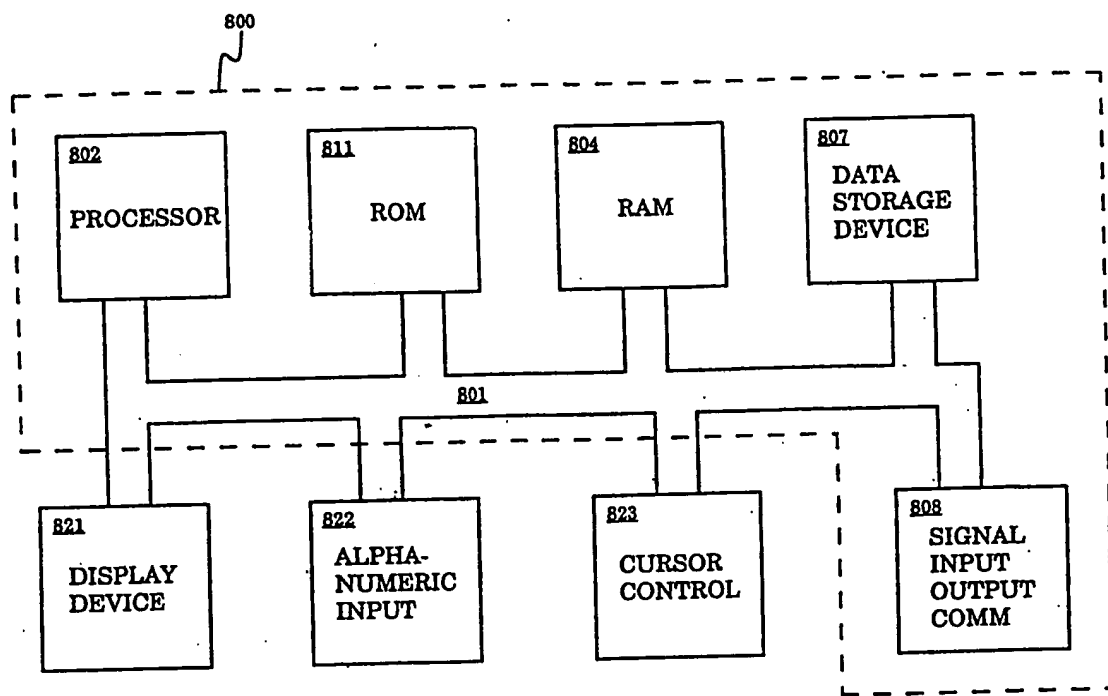 800
802
PROCESSOR
811
ROM
804
RAM
807
DATA
STORAGE
DEVICE
801
821
DISPLAY
DEVICE
822
ALPHA-
NUMERIC
INPUT
823
CURSOR
CONTROL
808
SIGNAL
INPUT
OUTPUT
COMM